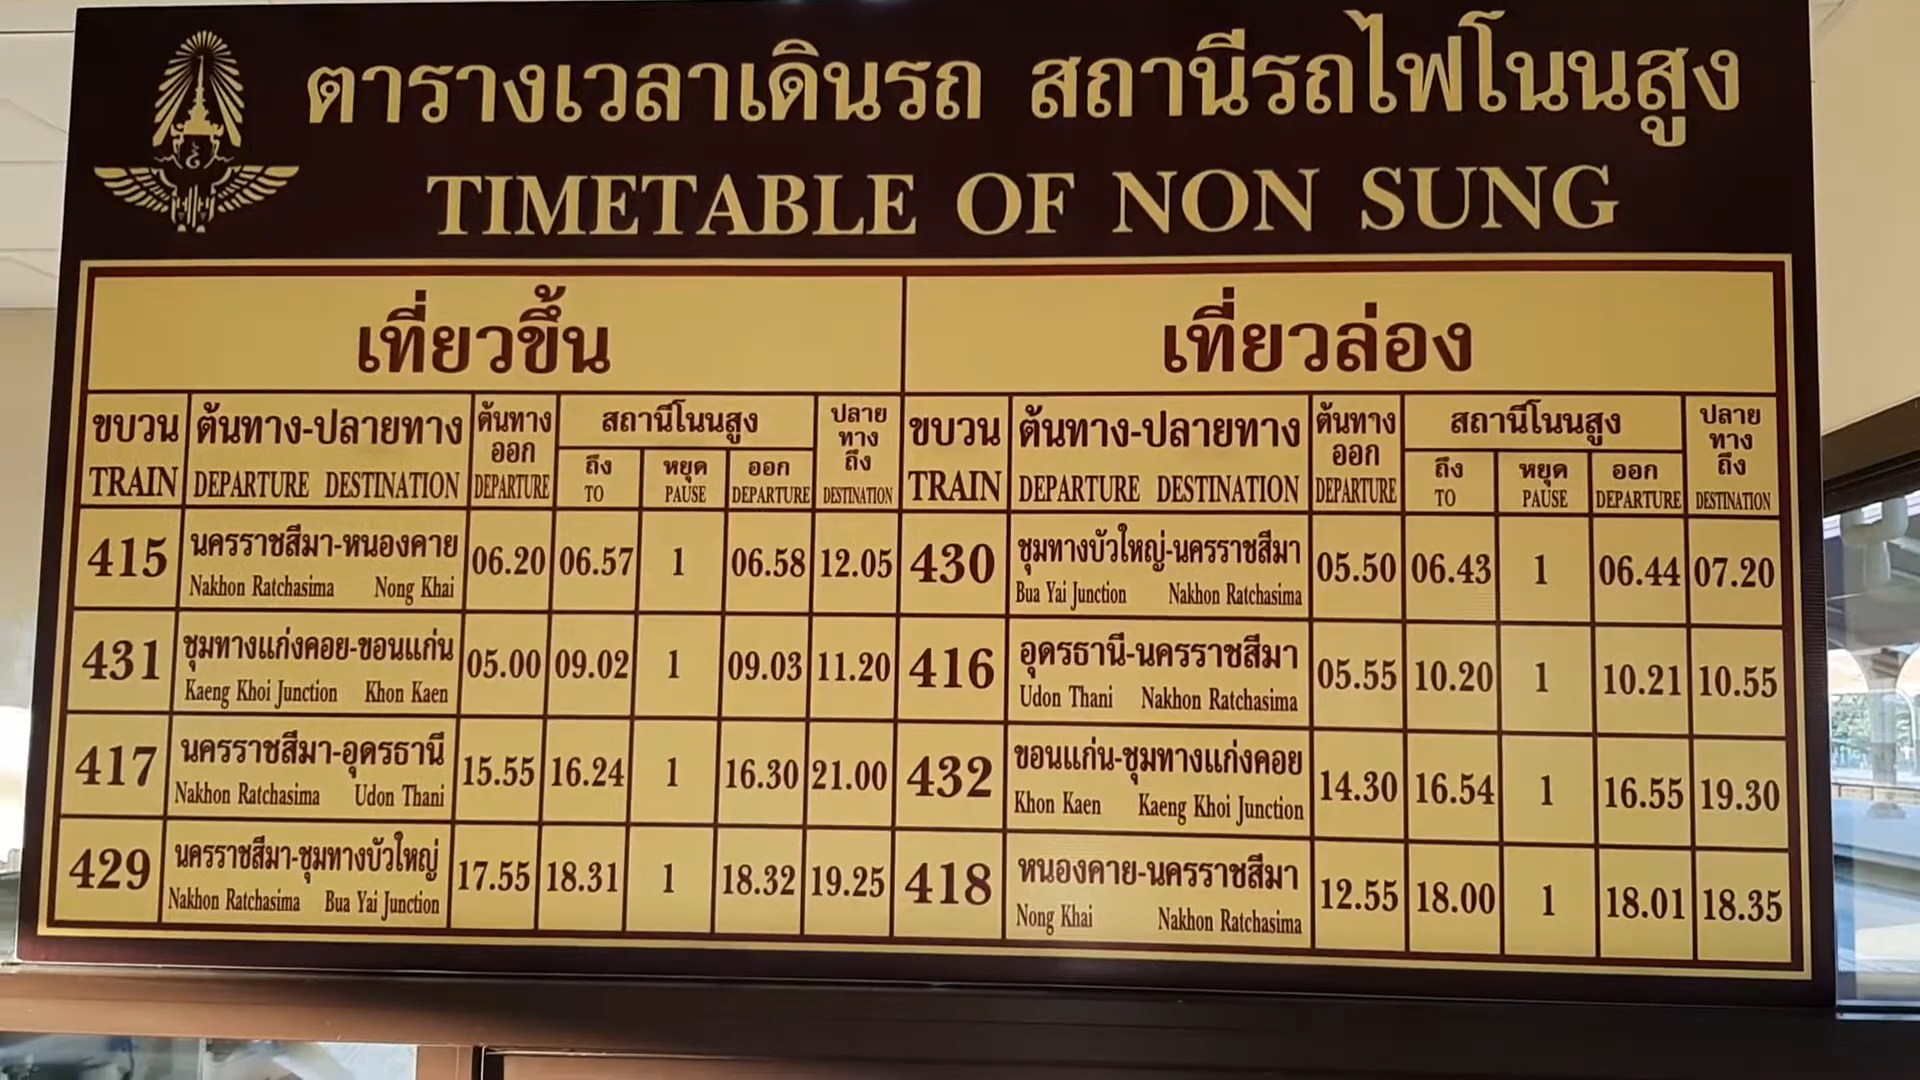 ตารางเวลาเดินรถ สถานีรถไฟโนนสูง
TIMETABLE OF NON SUNG
เที่ยวขึ้น เที่ยวล่อง
ขบวน ต้นทาง-ปลายทาง ต้นทาง ออก สถานีโนนสูง ปลาย ทาง ถึง ขบวน ต้นทาง-ปลายทาง ต้นทาง ออก สถานีโนนสูง ปลาย ทาง ถึง
ถึง หยุด ออก ถึง หยุด ออก
TRAIN DEPARTURE DESTINATION DEPARTURE TO PAUSE DEPARTURE DESTINATION TRAIN DEPARTURE DESTINATION DEPARTURE TO PAUSE DEPARTURE DESTINATION
415 นครราชสีมา-หนองคาย 06.20 06.57 1 06.58 12.05 430 ชุมทางบัวใหญ่-นครราชสีมา 05.50 06.43 1 06.44 07.20
Nakhon Ratchasima Nong Khai Bua Yai Junction Nakhon Ratchasima
431 ชุมทางแก่งคอย-ขอนแก่น 05.00 09.02 1 09.03 11.20 416 อุดรธานี-นครราชสีมา 05.55 10.20 1 10.21 10.55
Kaeng Khoi Junction Khon Kaen Udon Thani Nakhon Ratchasima
417 นครราชสีมา-อุดรธานี 15.55 16.24 1 16.30 21.00 432 ขอนแก่น-ชุมทางแก่งคอย 14.30 16.54 1 16.55 19.30
Nakhon Ratchasima Udon Thani Khon Kaen Kaeng Khoi Junction
429 นครราชสีมา-ชุมทางบัวใหญ่ 17.55 18.31 1 18.32 19.25 418 หนองคาย-นครราชสีมา 12.55 18.00 1 18.01 18.35
Nakhon Ratchasima Bua Yai Junction Nong Khai Nakhon Ratchasima